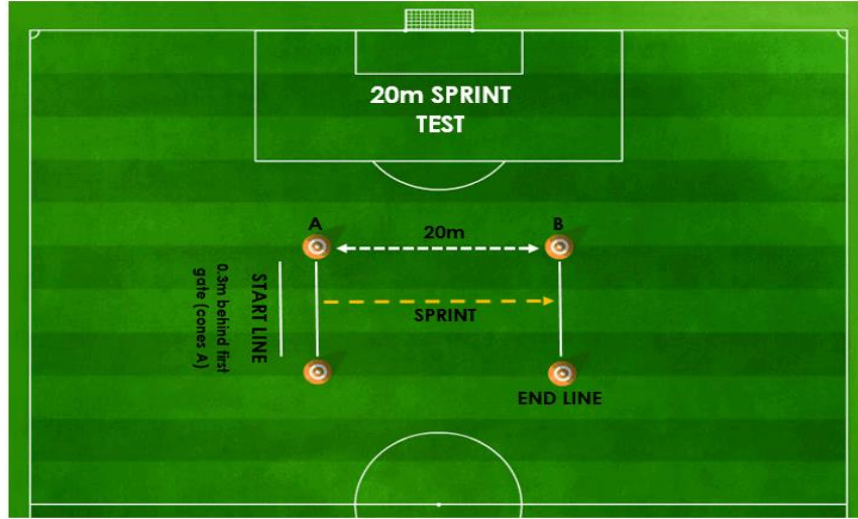 20m SPRINT
TEST
A
B
20m
START LINE
0.3m behind first
gate (cones A)
SPRINT
END LINE